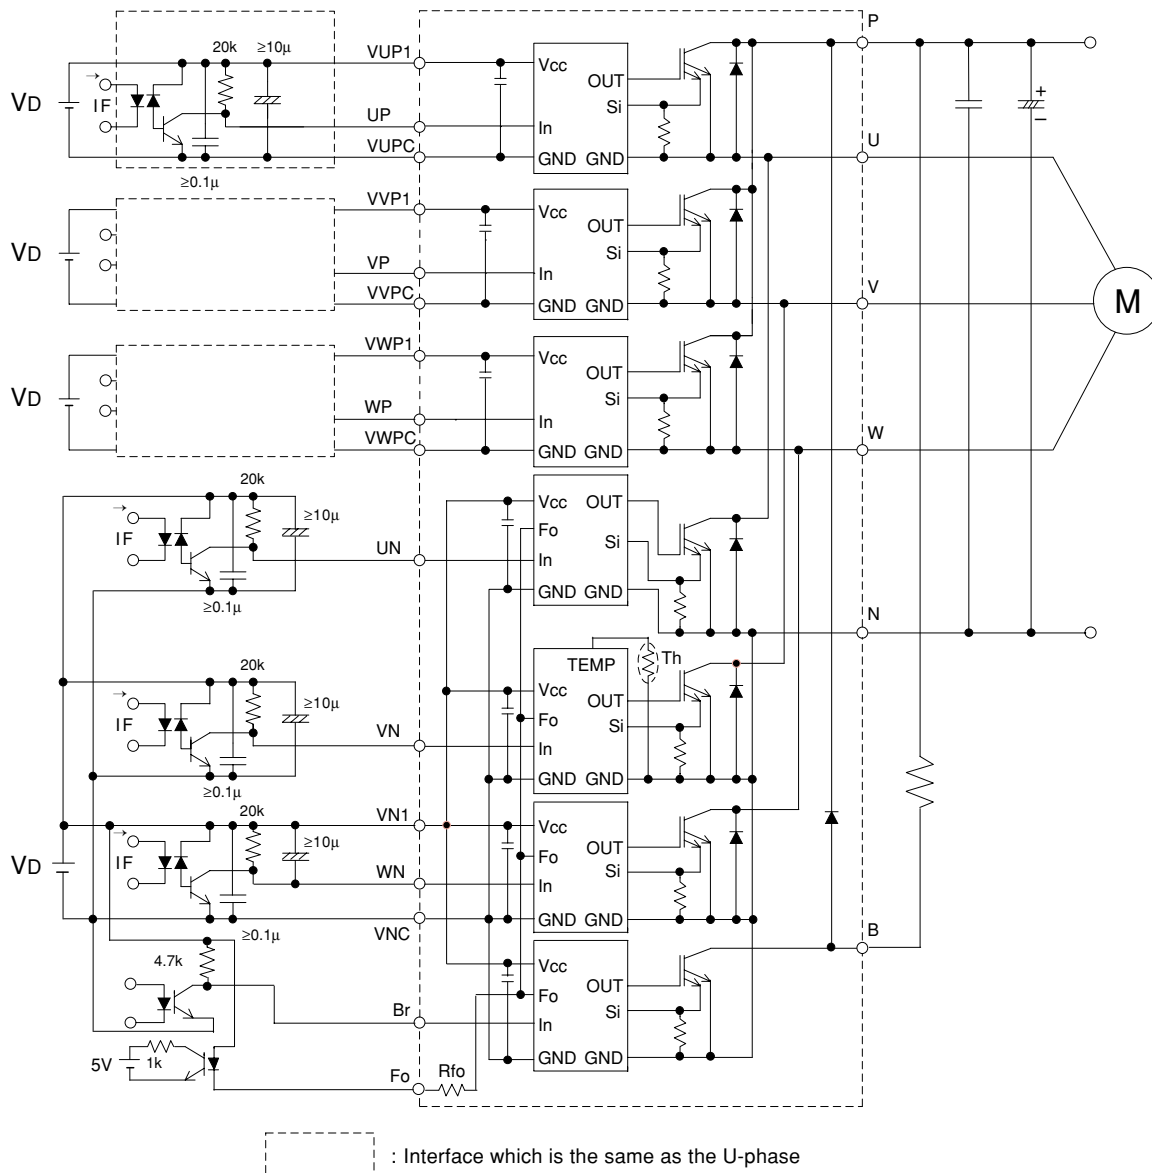 P
20k
≥10µ
VUP1
Vcc
OUT
+
→
VD
IF
Si
UP
In
–
U
VUPC
GND GND
≥0.1µ
VVP1
Vcc
OUT
VD
Si
VP
In
V
VVPC
GND GND
M
VWP1
Vcc
OUT
VD
Si
WP
In
W
VWPC
GND GND
20k
Vcc OUT
→
≥10µ
Fo
IF
Si
UN
In
GND GND
≥0.1µ
N
20k
TEMP
Th
→
≥10µ
Vcc
OUT
IF
Fo
Si
VN
In
GND GND
≥0.1µ
20k
VN1
Vcc
→
≥10µ
OUT
IF
Fo
VD
Si
WN
In
GND GND
B
VNC
≥0.1µ
4.7k
Vcc
OUT
Fo
Si
Br
In
5V
1k
GND GND
Rfo
Fo
: Interface which is the same as the U-phase